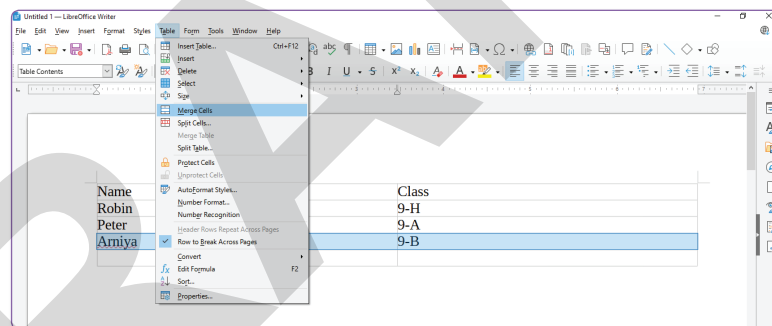 Untitled 1 — LibreOffice Writer
File Edit View Insert Format Styles Table Form Tools Window Help
Table Contents
Insert Table... Ctrl+F12
Insert
Delete
Select
Size
Merge Cells
Split Cells...
Merge Table
Split Table...
Protect Cells
Unprotect Cells
AutoFormat Styles...
Number Format...
Number Recognition
Header Rows Repeat Across Pages
Row to Break Across Pages
Convert
Edit Formula F2
Sort...
Properties...
Name Class
Robin 9-H
Peter 9-A
Arniya 9-B